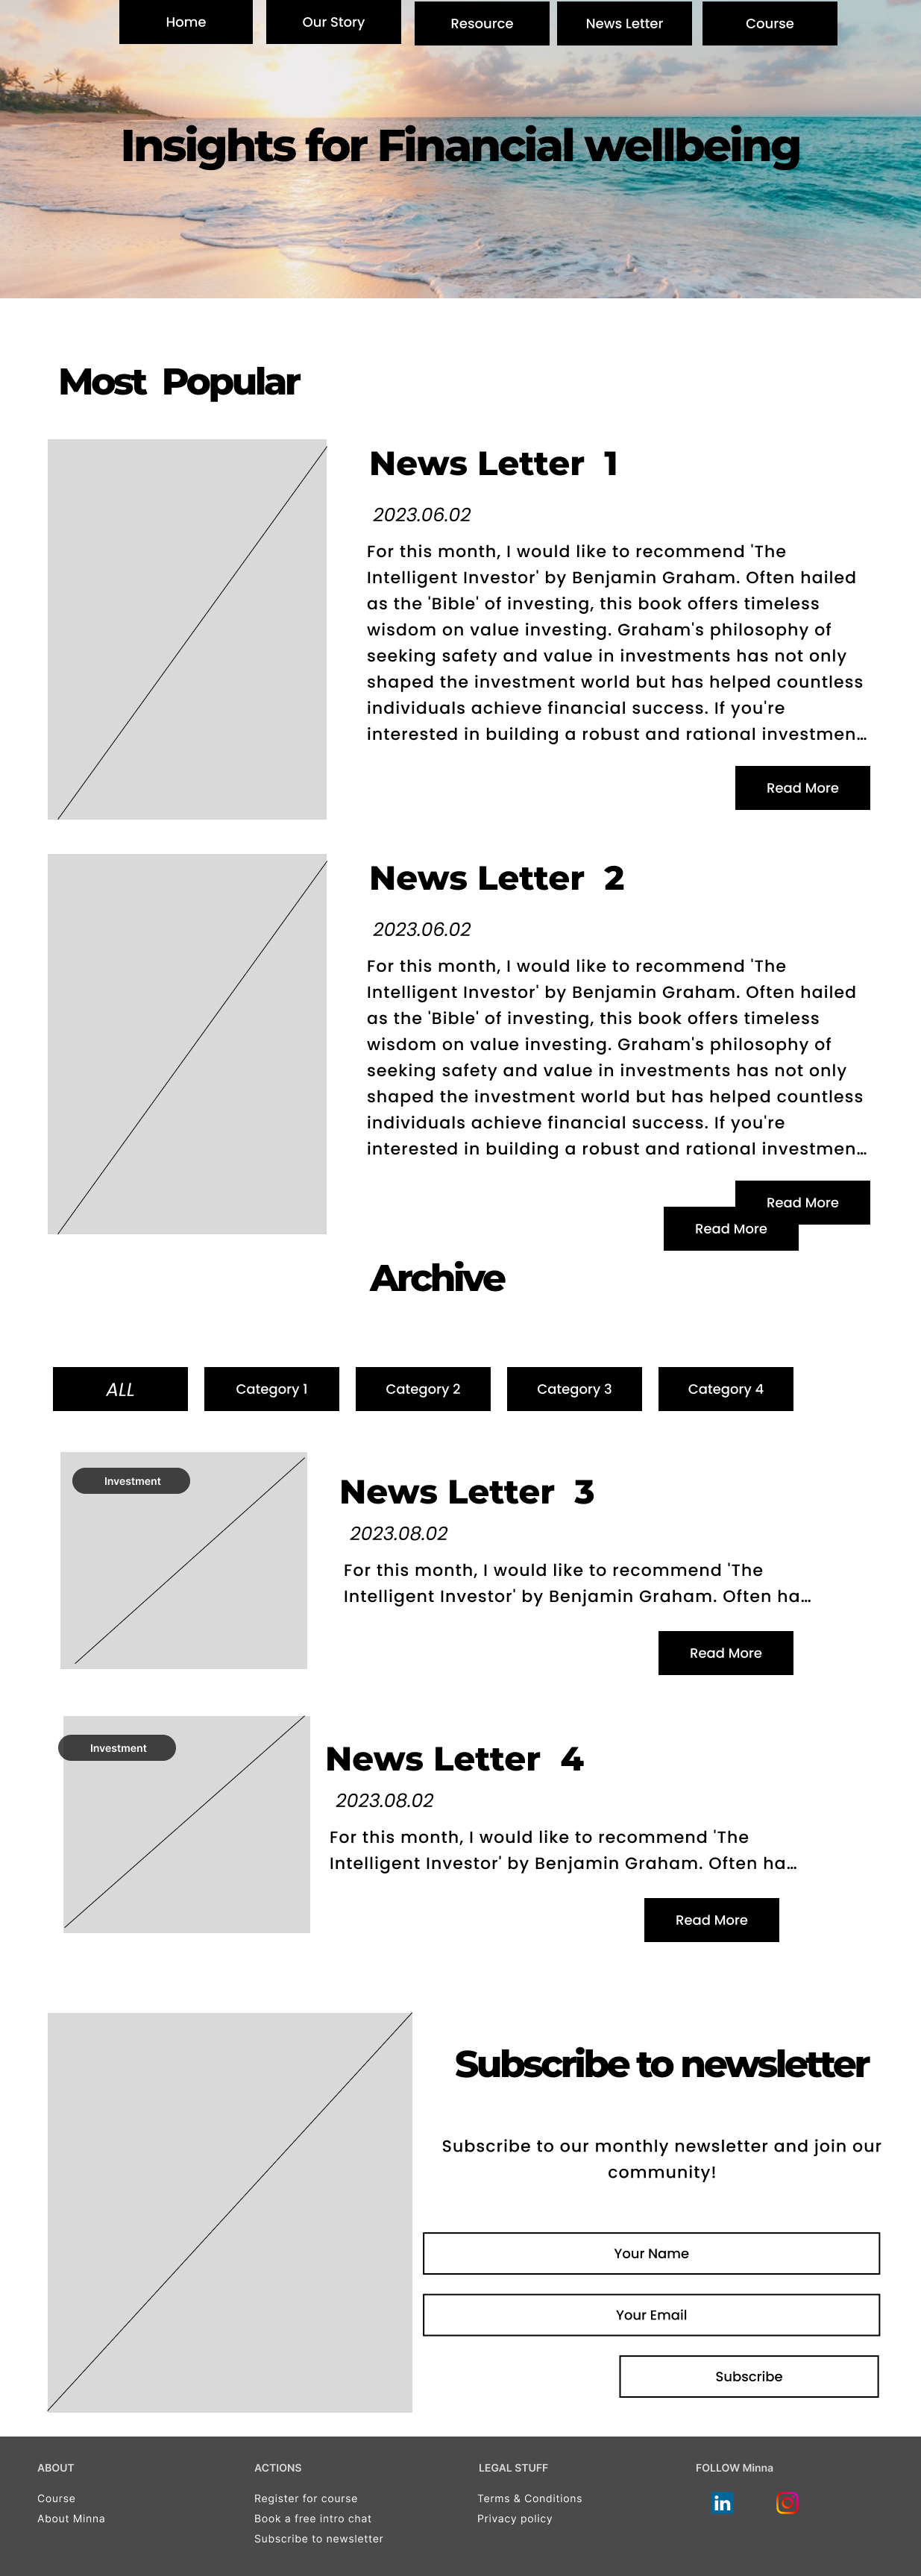 Home
Our Story
Resource
News Letter
Course
Insights for Financial wellbeing
Most Popular
News Letter 1
2023.06.02
For this month, I would like to recommend 'The
Intelligent Investor' by Benjamin Graham. Often hailed
as the 'Bible' of investing, this book offers timeless
wisdom on value investing. Graham's philosophy of
seeking safety and value in investments has not only
shaped the investment world but has helped countless
individuals achieve financial success. If you're
interested in building a robust and rational investmen...
Read More
News Letter 2
2023.06.02
For this month, I would like to recommend 'The
Intelligent Investor' by Benjamin Graham. Often hailed
as the 'Bible' of investing, this book offers timeless
wisdom on value investing. Graham's philosophy of
seeking safety and value in investments has not only
shaped the investment world but has helped countless
individuals achieve financial success. If you're
interested in building a robust and rational investmen...
Read More
Read More
Archive
ALL
Category 1
Category 2
Category 3
Category 4
Investment
News Letter 3
2023.08.02
For this month, I would like to recommend 'The
Intelligent Investor' by Benjamin Graham. Often ha...
Read More
Investment
News Letter 4
2023.08.02
For this month, I would like to recommend 'The
Intelligent Investor' by Benjamin Graham. Often ha...
Read More
Subscribe to newsletter
Subscribe to our monthly newsletter and join our
community!
Your Name
Your Email
Subscribe
ABOUT
Course
About Minna
ACTIONS
Register for course
Book a free intro chat
Subscribe to newsletter
LEGAL STUFF
Terms & Conditions
Privacy policy
FOLLOW Minna
in